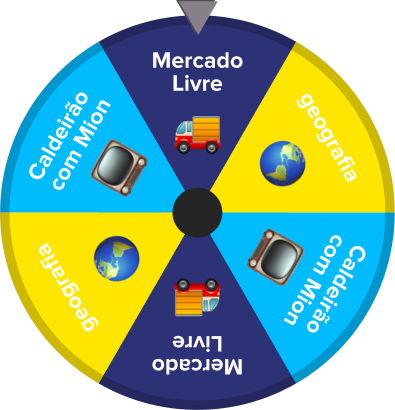 Mercado
Livre
geografia
Caldeirão
com Mion
Mercado
Livre
geografia
Caldeirão
com Mion